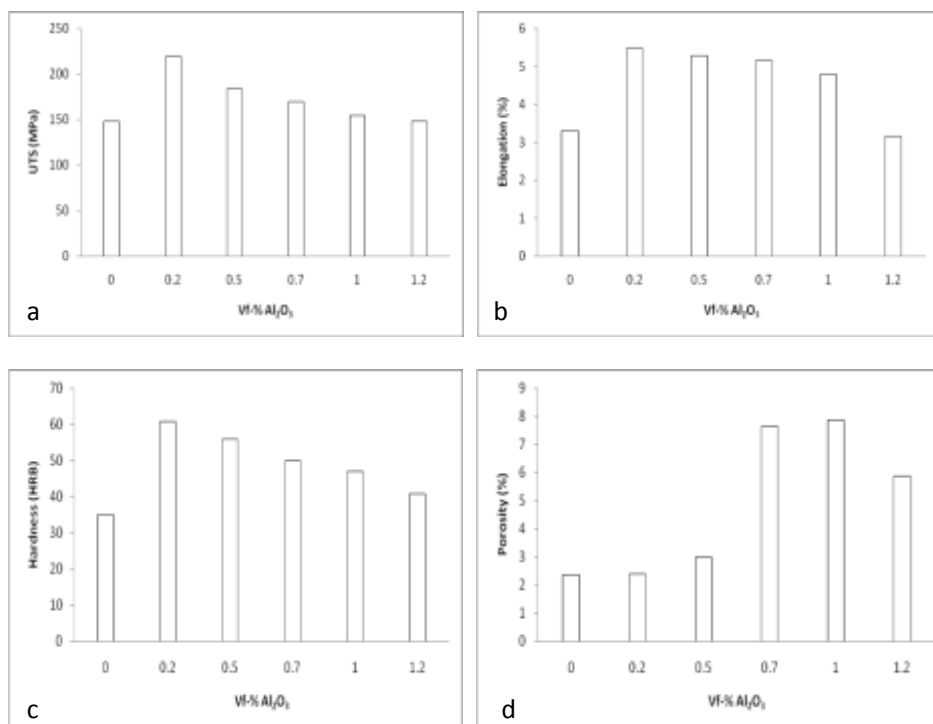 250
200
150
100
50
0
UTS (MPa)
0 0.2 0.5 0.7 1 1.2
Vf-% Al₂O₃
a
6
5
4
3
2
1
0
Elongation (%)
0 0.2 0.5 0.7 1 1.2
Vf-% Al₂O₃
b
70
60
50
40
30
20
10
0
Hardness (HRB)
0 0.2 0.5 0.7 1 1.2
Vf-% Al₂O₃
c
9
8
7
6
5
4
3
2
1
0
Porosity (%)
0 0.2 0.5 0.7 1 1.2
Vf-% Al₂O₃
d